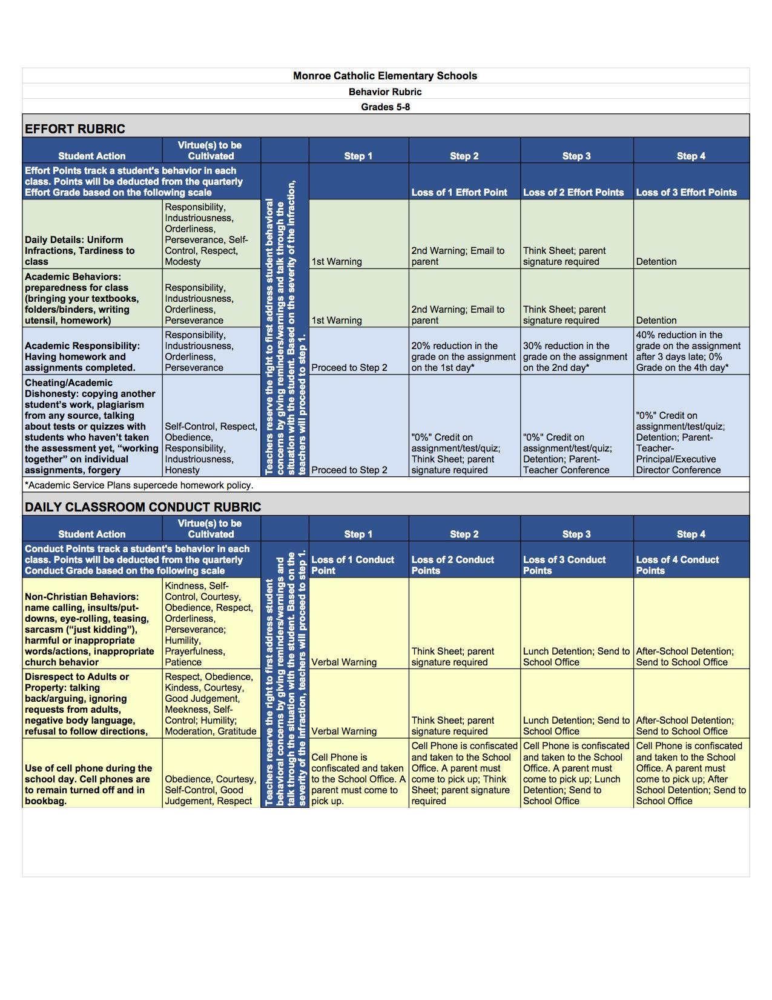 Monroe Catholic Elementary Schools
Behavior Rubric
Grades 5-8
EFFORT RUBRIC
Student Action
Virtue(s) to be
Cultivated
Step 1
Step 2
Step 3
Step 4
Effort Points track a student's behavior in each
class. Points will be deducted from the quarterly
Effort Grade based on the following scale
Teachers reserve the right to first address student behavioral
concerns by giving reminders/warnings and talk through the
situation with the student. Based on the severity of the infraction,
teachers will proceed to step 1.
Loss of 1 Effort Point
Loss of 2 Effort Points
Loss of 3 Effort Points
Daily Details: Uniform
Infractions, Tardiness to
class
Responsibility,
Industriousness,
Orderliness,
Perseverance, Self-
Control, Respect,
Modesty
1st Warning
2nd Warning; Email to
parent
Think Sheet; parent
signature required
Detention
Academic Behaviors:
preparedness for class
(bringing your textbooks,
folders/binders, writing
utensil, homework)
Responsibility,
Industriousness,
Orderliness,
Perseverance
1st Warning
2nd Warning; Email to
parent
Think Sheet; parent
signature required
Detention
Academic Responsibility:
Having homework and
assignments completed.
Responsibility,
Industriousness,
Orderliness,
Perseverance
Proceed to Step 2
20% reduction in the
grade on the assignment
on the 1st day*
30% reduction in the
grade on the assignment
on the 2nd day*
40% reduction in the
grade on the assignment
after 3 days late; 0%
Grade on the 4th day*
Cheating/Academic
Dishonesty: copying another
student’s work, plagiarism
from any source, talking
about tests or quizzes with
students who haven’t taken
the assessment yet, “working
together” on individual
assignments, forgery
Self-Control, Respect,
Obedience,
Responsibility,
Industriousness,
Honesty
Proceed to Step 2
"0%" Credit on
assignment/test/quiz;
Think Sheet; parent
signature required
"0%" Credit on
assignment/test/quiz;
Detention; Parent-
Teacher Conference
"0%" Credit on
assignment/test/quiz;
Detention; Parent-
Teacher-
Principal/Executive
Director Conference
*Academic Service Plans supercede homework policy.
DAILY CLASSROOM CONDUCT RUBRIC
Student Action
Virtue(s) to be
Cultivated
Step 1
Step 2
Step 3
Step 4
Conduct Points track a student's behavior in each
class. Points will be deducted from the quarterly
Conduct Grade based on the following scale
Teachers reserve the right to first address student
behavioral concerns by giving reminders/warnings and
talk through the situation with the student. Based on the
severity of the infraction, teachers will proceed to step 1.
Loss of 1 Conduct
Point
Loss of 2 Conduct
Points
Loss of 3 Conduct
Points
Loss of 4 Conduct
Points
Non-Christian Behaviors:
name calling, insults/put-
downs, eye-rolling, teasing,
sarcasm (“just kidding”),
harmful or inappropriate
words/actions, inappropriate
church behavior
Kindness, Self-
Control, Courtesy,
Obedience, Respect,
Orderliness,
Perseverance;
Humility,
Prayerfulness,
Patience
Verbal Warning
Think Sheet; parent
signature required
Lunch Detention; Send to
School Office
After-School Detention;
Send to School Office
Disrespect to Adults or
Property: talking
back/arguing, ignoring
requests from adults,
negative body language,
refusal to follow directions,
Respect, Obedience,
Kindess, Courtesy,
Good Judgement,
Meekness, Self-
Control; Humility;
Moderation, Gratitude
Verbal Warning
Think Sheet; parent
signature required
Lunch Detention; Send to
School Office
After-School Detention;
Send to School Office
Use of cell phone during the
school day. Cell phones are
to remain turned off and in
bookbag.
Obedience, Courtesy,
Self-Control, Good
Judgement, Respect
Cell Phone is
confiscated and taken
to the School Office. A
parent must come to
pick up.
Cell Phone is confiscated
and taken to the School
Office. A parent must
come to pick up; Think
Sheet; parent signature
required
Cell Phone is confiscated
and taken to the School
Office. A parent must
come to pick up; Lunch
Detention; Send to
School Office
Cell Phone is confiscated
and taken to the School
Office. A parent must
come to pick up; After
School Detention; Send to
School Office